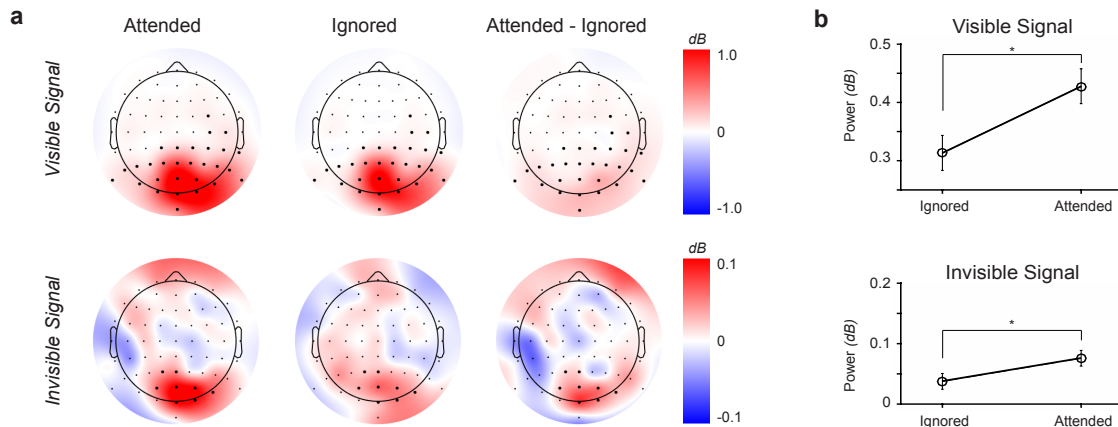 a
Attended
Ignored
Attended - Ignored
Visible Signal
dB
1.0
0
-1.0
Invisible Signal
dB
0.1
0
-0.1
b
Visible Signal
Power (dB)
0.5
0.4
0.3
*
Ignored
Attended
Invisible Signal
Power (dB)
0.2
0.1
0
*
Ignored
Attended